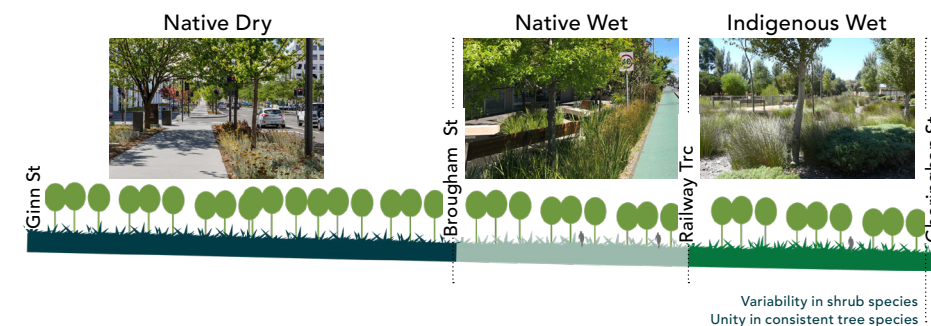 Native Dry
Native Wet
Indigenous Wet
Ginn St
Brougham St
Railway Trc
Variability in shrub species
Unity in consistent tree species